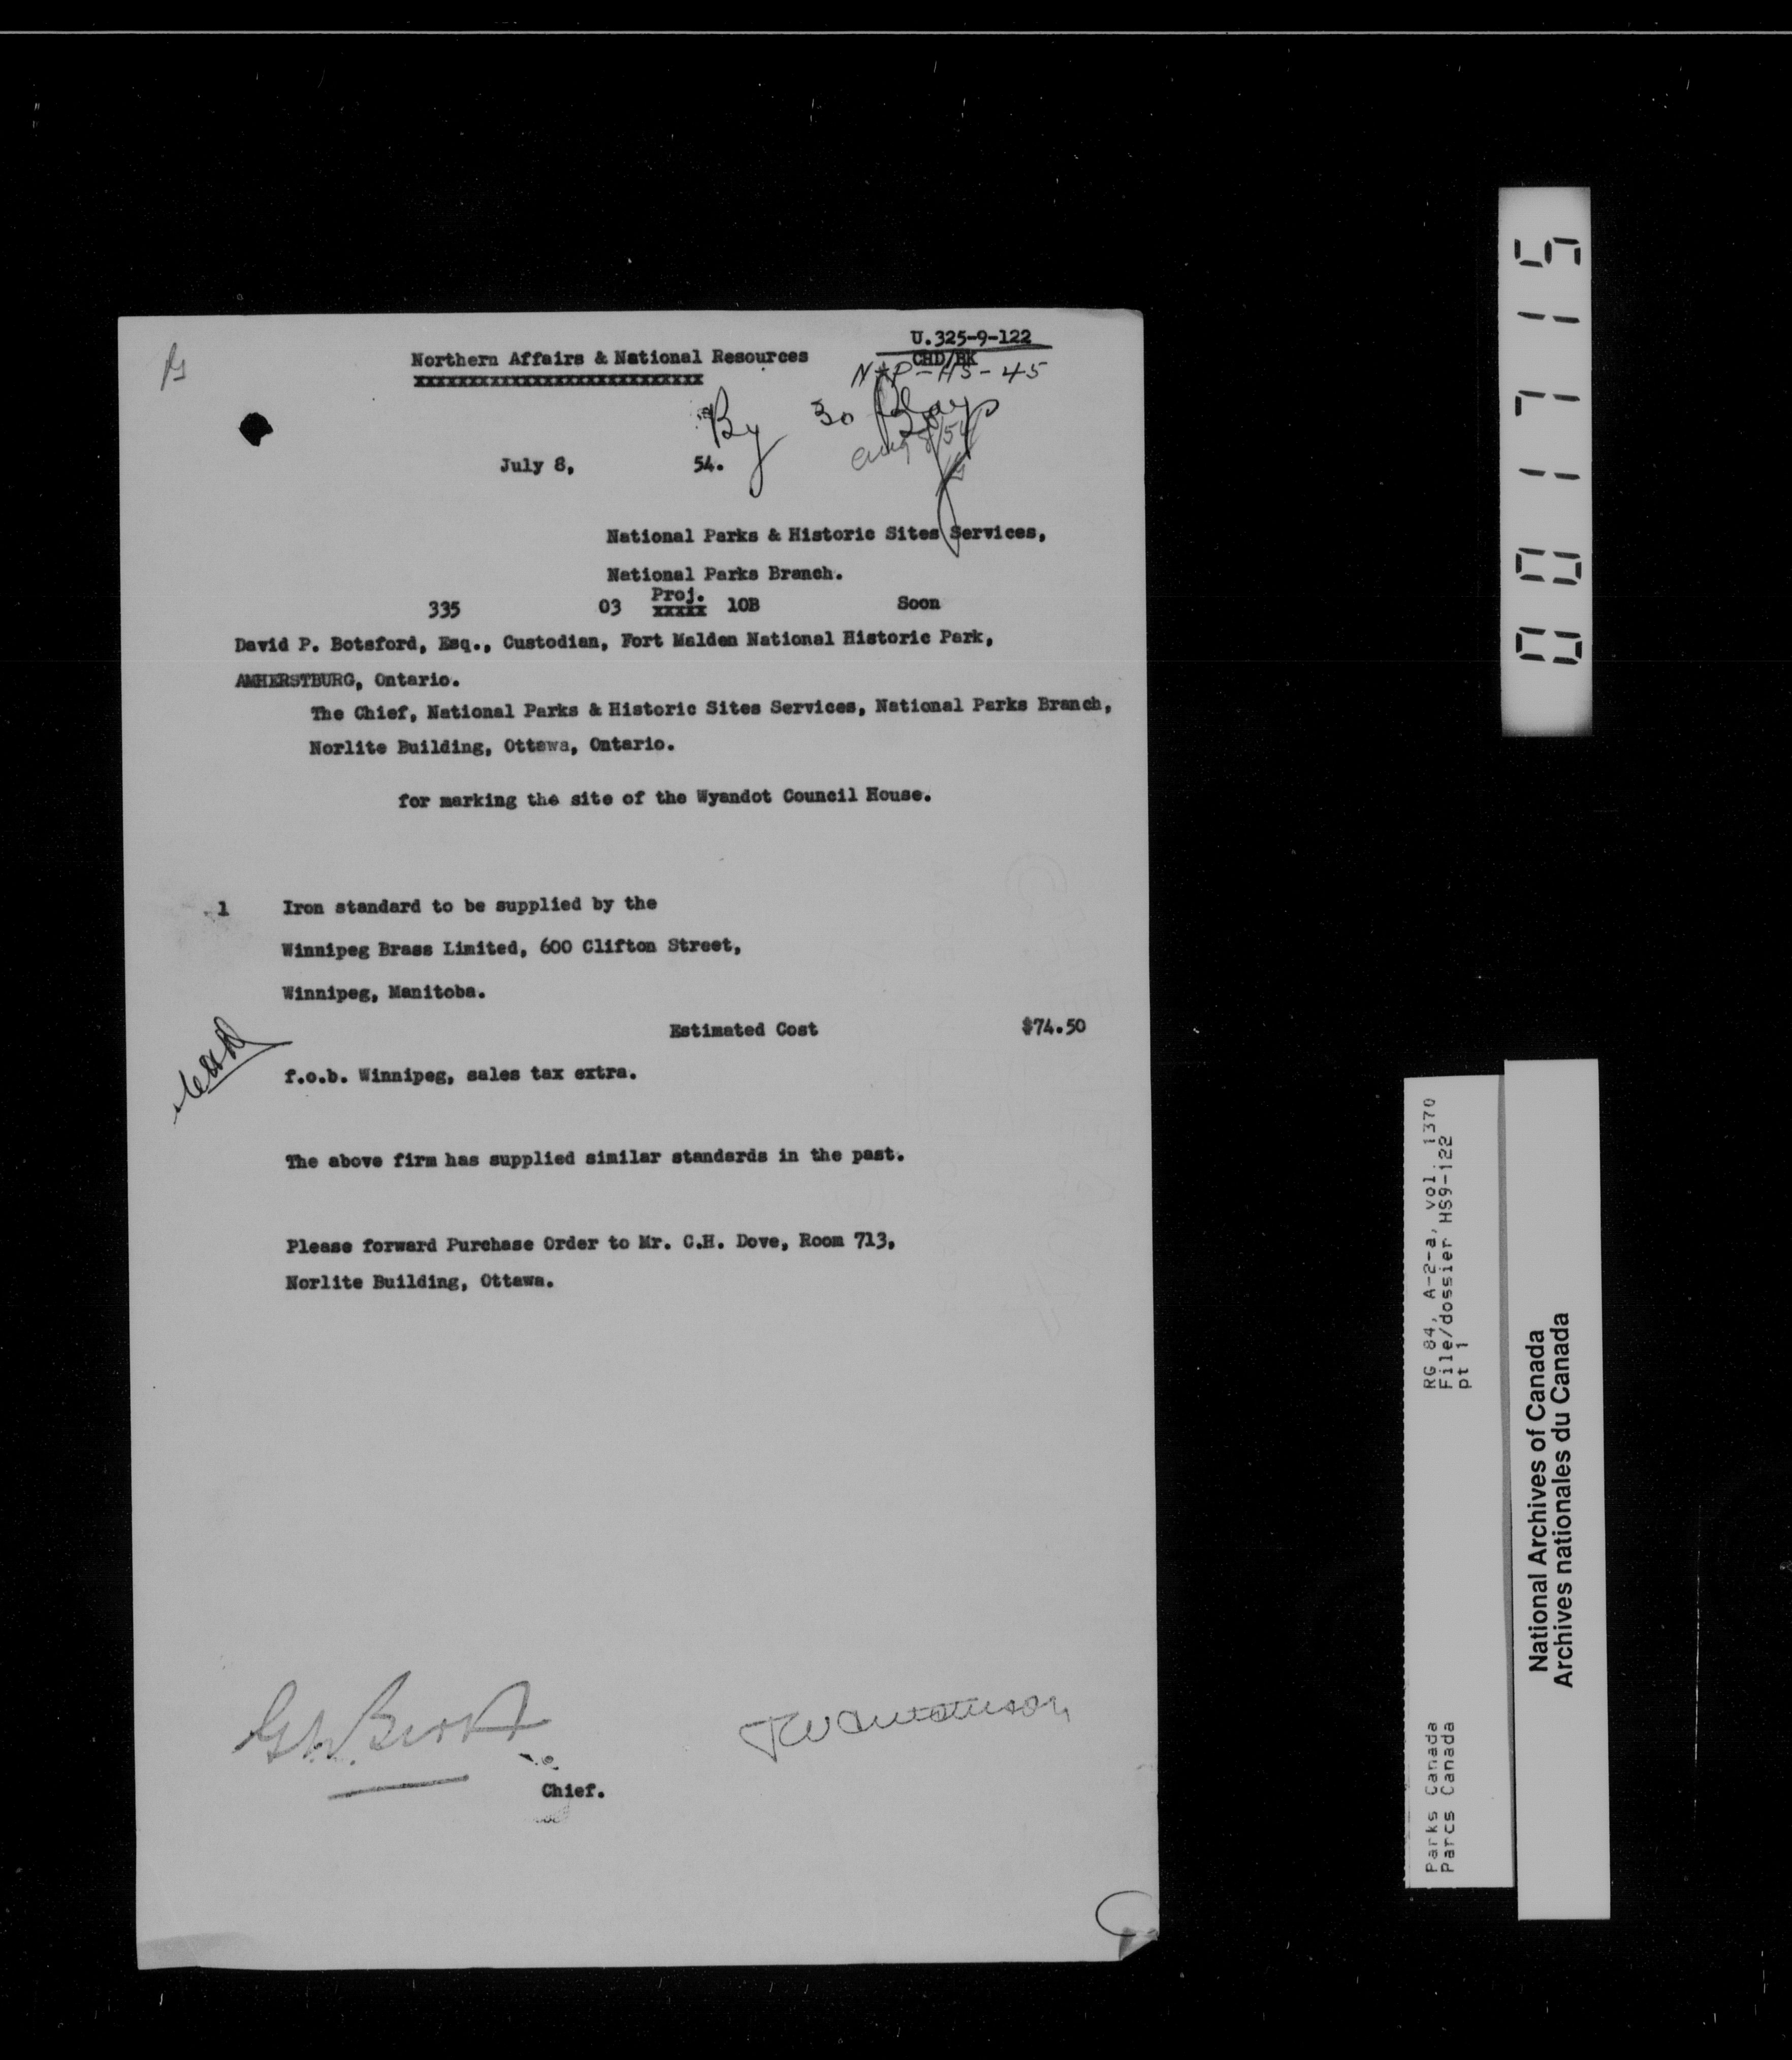 U.325-9-122
Northern Affairs & National Resources
CHD/BK
xxxxxxxxxxxxxxxxxxxxxxxxxx
N+P-HS-45
By 30
July 8, 54.
National Parks & Historic Sites Services,
National Parks Branch.
Proj.
335 03 xxxxx 10B Soon
David P. Botsford, Esq., Custodian, Fort Malden National Historic Park,
AMHERSTBURG, Ontario.
The Chief, National Parks & Historic Sites Services, National Parks Branch,
Norlite Building, Ottawa, Ontario.
for marking the site of the Wyandot Council House.
1 Iron standard to be supplied by the
Winnipeg Brass Limited, 600 Clifton Street,
Winnipeg, Manitoba.
Estimated Cost $74.50
f.o.b. Winnipeg, sales tax extra.
The above firm has supplied similar standards in the past.
Please forward Purchase Order to Mr. C.H. Dove, Room 713,
Norlite Building, Ottawa.
Chief.
001715
RG 84, A-2-a, vol. 1370
File/dossier HS9-122
pt 1
Parks Canada
Parcs Canada
National Archives of Canada
Archives nationales du Canada